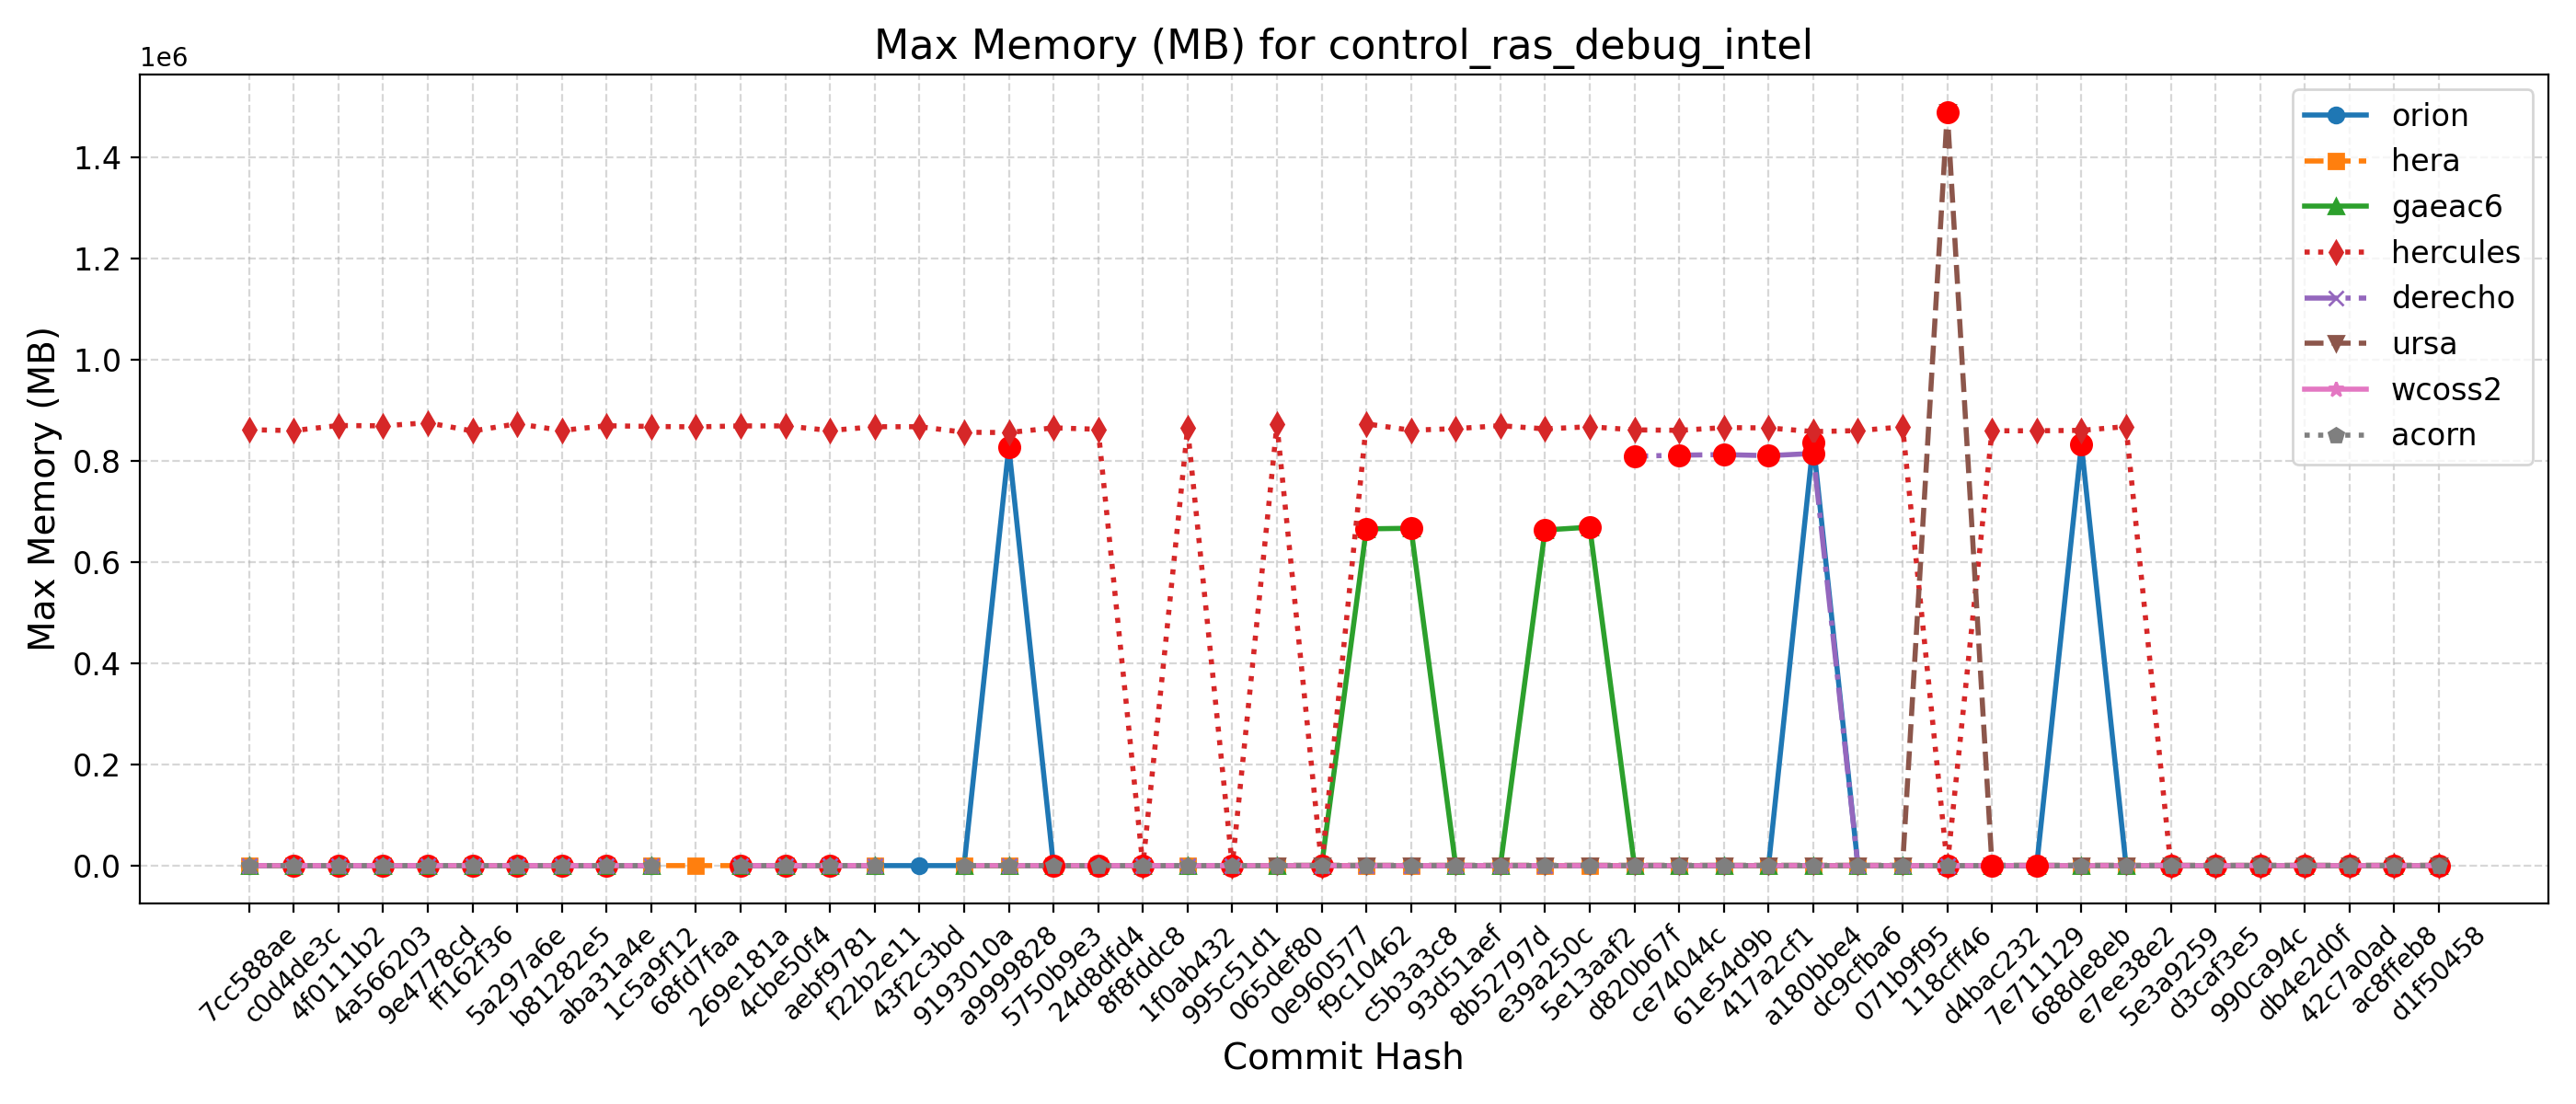 Max Memory (MB) for control_ras_debug_intel
1e6
1.4
1.2
1.0
0.8
0.6
0.4
0.2
0.0
Max Memory (MB)
orion
hera
gaeac6
hercules
derecho
ursa
wcoss2
acorn
7cc588ae
c0d4de3c
4f0111b2
4a566203
9e4778cd
ff162f36
5a297a6e
b81282e5
aba31a4e
1c5a9f12
68fd7faa
269e181a
4cbe50f4
aebf9781
f22b2e11
43f2c3bd
9193010a
a9999828
5750b9e3
24d8dfd4
8f8fddc8
1f0ab432
995c51d1
065def80
0e960577
f9c10462
c5b3a3c8
93d51aef
8b52797d
e39a250c
5e13aaf2
d820b67f
ce74044c
61e54d9b
417a2cf1
a180bbe4
dc9cfba6
071b9f95
118cff46
d4bac232
7e711129
688de8eb
e7ee38e2
5e3a9259
d3caf3e5
990ca94c
db4e2d0f
42c7a0ad
ac8ffeb8
d1f50458
Commit Hash